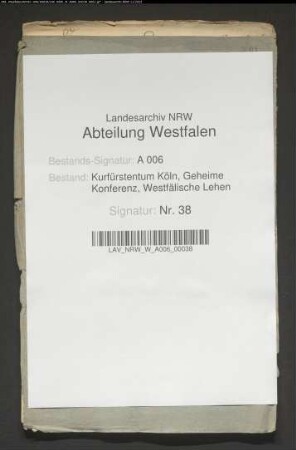 Landesarchiv NRW
Abteilung Westfalen
Bestands-Signatur: A 006
Bestand: Kurfürstentum Köln, Geheime
Konferenz, Westfälische Lehen
Signatur: Nr. 38
LAV_NRW_W_A006_00038